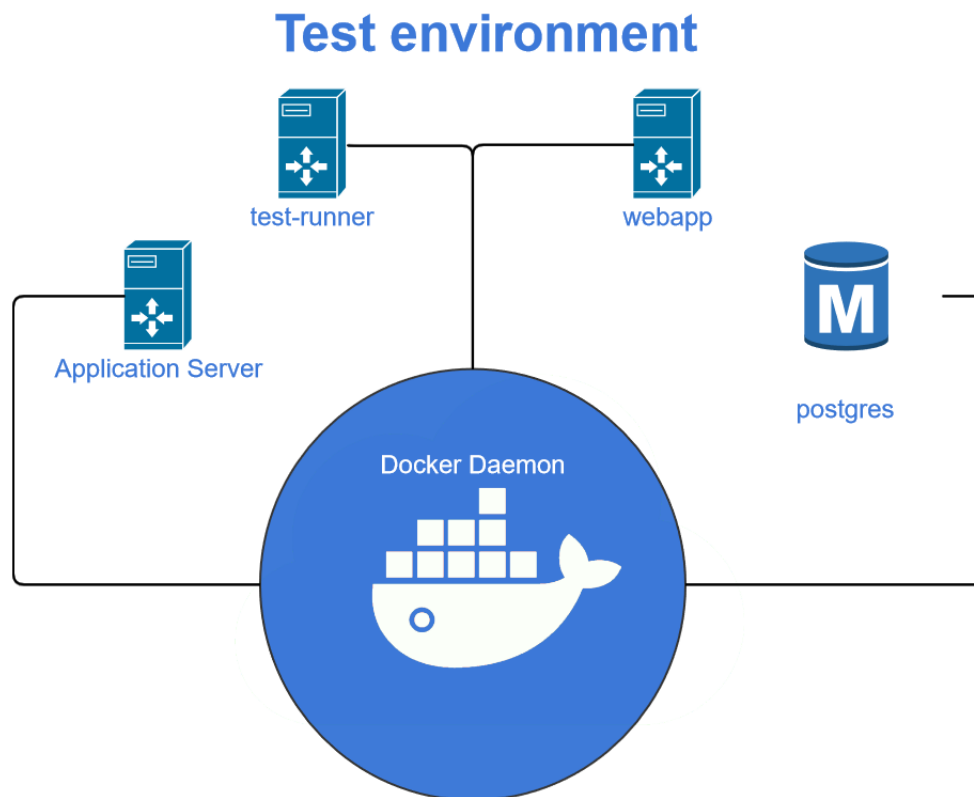 Test environment
test-runner
webapp
Application Server
M
postgres
Docker Daemon